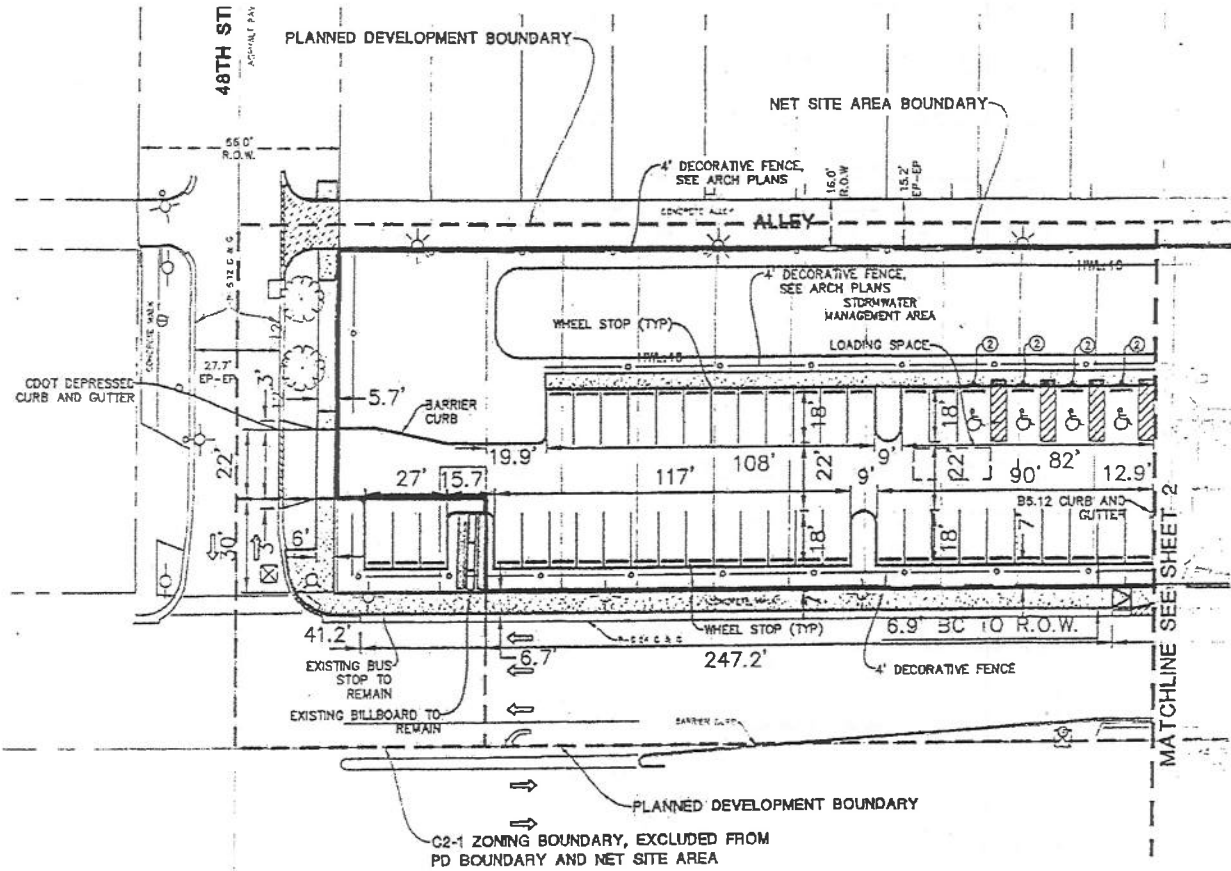 48TH ST
PLANNED DEVELOPMENT BOUNDARY
NET SITE AREA BOUNDARY
R.O.W.
4' DECORATIVE FENCE,
SEE ARCH PLANS
16.0'
R.O.W
15.2'
EP-EP
CONCRETE ALLEY
ALLEY
4' DECORATIVE FENCE,
SEE ARCH PLANS
STORMWATER
MANAGEMENT AREA
CONCRETE WALK
WHEEL STOP (TYP)
LOADING SPACE
2
2
2
2
27.7'
EP-EP
CDOT DEPRESSED
CURB AND GUTTER
3'
5.7'
BARRIER
CURB
18'
18'
22'
19.9'
108'
22'
9'
22'
82'
27'
15.7
117'
9'
90'
12.9'
B6.12 CURB AND
GUTTER
30'
3'
6'
18'
18'
7'
CONCRETE WALK
7'
41.2'
6.7'
WHEEL STOP (TYP)
247.2'
6.9' BC TO R.O.W.
EXISTING BUS
STOP TO
REMAIN
4' DECORATIVE FENCE
EXISTING BILLBOARD TO
REMAIN
BARRIER CURB
PLANNED DEVELOPMENT BOUNDARY
C2-1 ZONING BOUNDARY, EXCLUDED FROM
PD BOUNDARY AND NET SITE AREA
MATCHLINE SEE SHEET 2